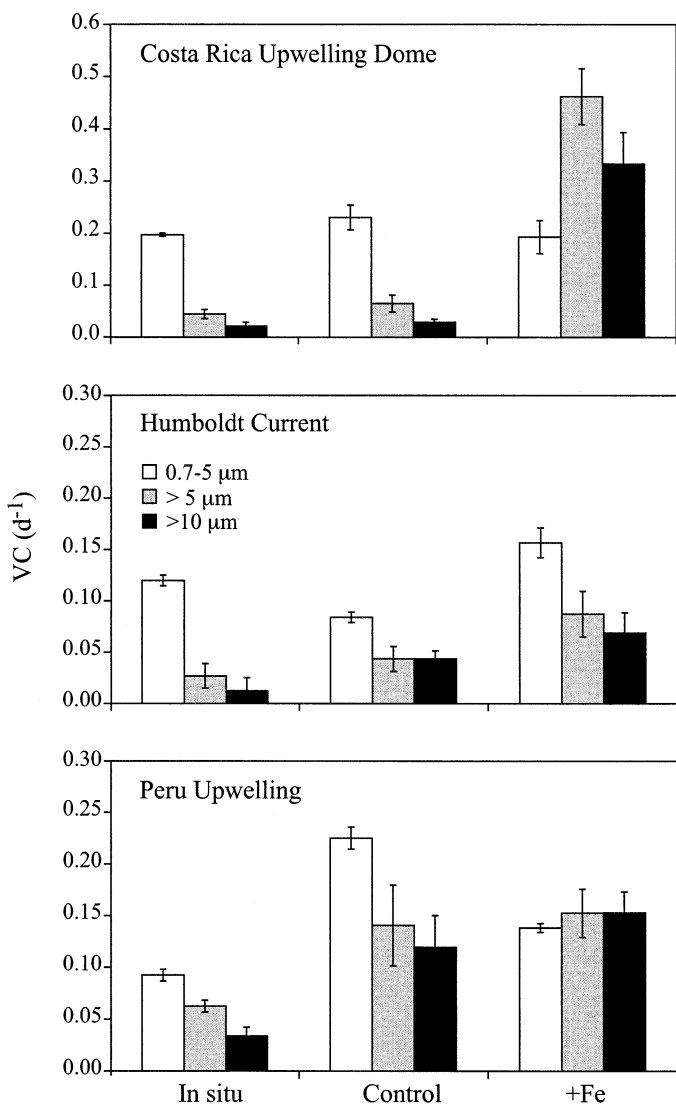 0.6
Costa Rica Upwelling Dome
0.5
0.4
0.3
0.2
0.1
0.0
0.30
Humboldt Current
0.25
0.7-5 μm
> 5 μm
>10 μm
0.20
0.15
0.10
0.05
0.00
VC (d⁻¹)
0.30
Peru Upwelling
0.25
0.20
0.15
0.10
0.05
0.00
In situ Control +Fe